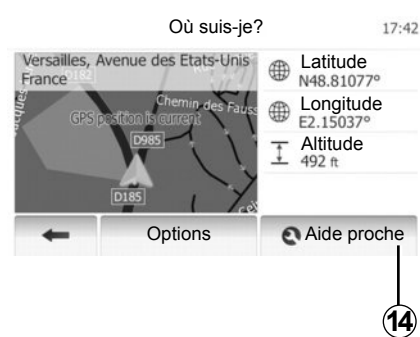 Où suis-je?
17:42
Versailles, Avenue des Etats-Unis
France
D182
Chemin des Fauss
GPS position is current
D985
D185
Latitude
N48.81077°
Longitude
E2.15037°
Altitude
492 ft
Options
Aide proche
14